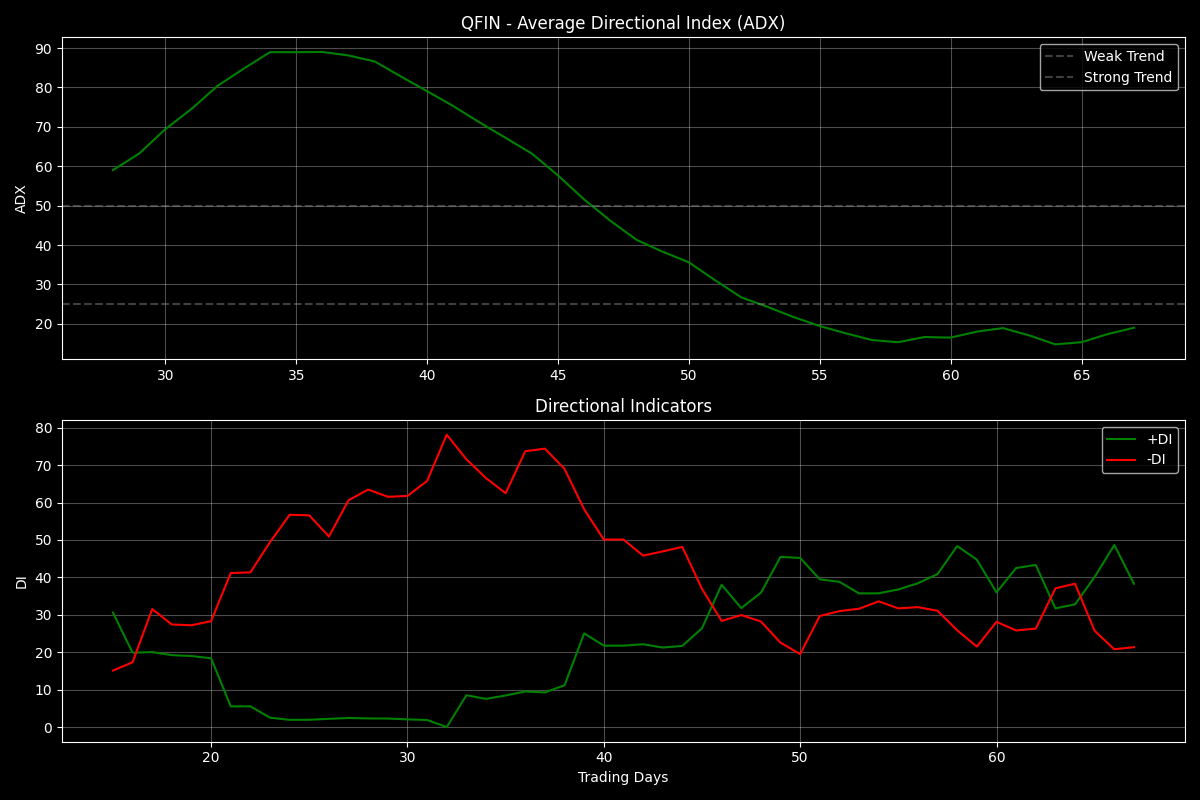 QFIN - Average Directional Index (ADX)
90
80
70
60
50
40
30
20
ADX
Weak Trend
Strong Trend
30 35 40 45 50 55 60 65
Directional Indicators
80
70
60
50
40
30
20
10
0
DI
+DI
-DI
20 30 40 50 60
Trading Days